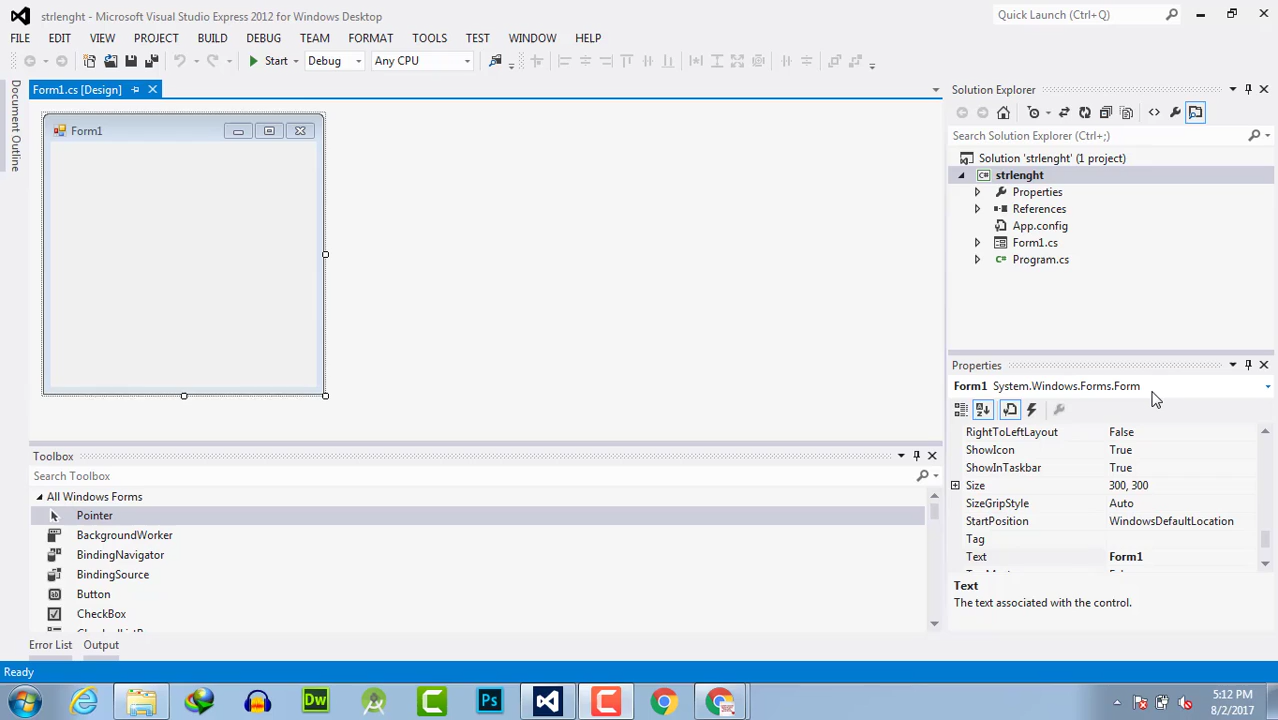 strlenght - Microsoft Visual Studio Express 2012 for Windows Desktop
Quick Launch (Ctrl+Q)
FILE EDIT VIEW PROJECT BUILD DEBUG TEAM FORMAT TOOLS TEST WINDOW HELP
Start Debug Any CPU
Document Outline
Form1.cs [Design]
Form1
Toolbox
Search Toolbox
All Windows Forms
Pointer
BackgroundWorker
BindingNavigator
BindingSource
Button
CheckBox
Error List Output
Solution Explorer
Search Solution Explorer (Ctrl+;)
Solution 'strlenght' (1 project)
C# strlenght
Properties
References
App.config
Form1.cs
C# Program.cs
Properties
Form1 System.Windows.Forms.Form
RightToLeftLayout False
ShowIcon True
ShowInTaskbar True
Size 300, 300
SizeGripStyle Auto
StartPosition WindowsDefaultLocation
Tag
Text Form1
Text
The text associated with the control.
Ready
Dw Ps
5:12 PM
8/2/2017